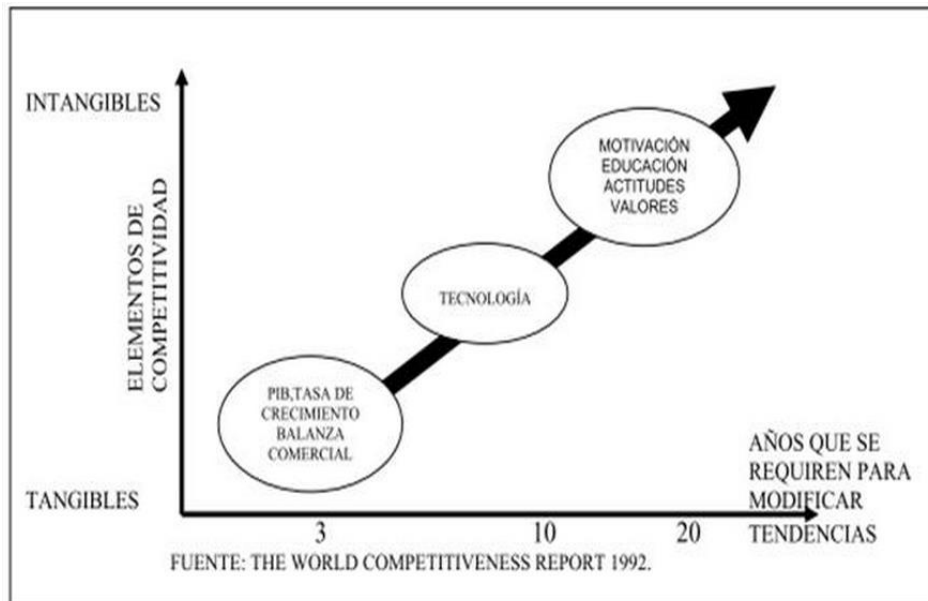 INTANGIBLES
ELEMENTOS DE
COMPETITIVIDAD
TANGIBLES
MOTIVACIÓN
EDUCACIÓN
ACTITUDES
VALORES
TECNOLOGÍA
PIB,TASA DE
CRECIMIENTO
BALANZA
COMERCIAL
AÑOS QUE SE
REQUIREN PARA
MODIFICAR
TENDENCIAS
3
10
20
FUENTE: THE WORLD COMPETITIVENESS REPORT 1992.